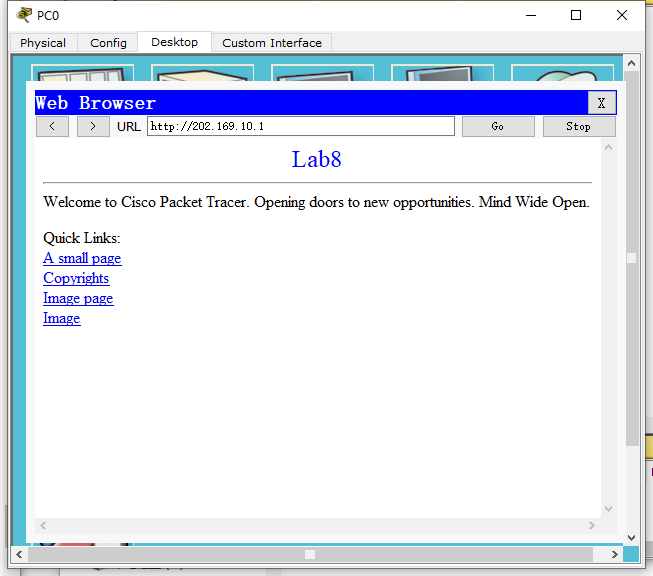 PC0
Physical Config Desktop Custom Interface
Web Browser X
< > URL http://202.169.10.1 Go Stop
Lab8
Welcome to Cisco Packet Tracer. Opening doors to new opportunities. Mind Wide Open.
Quick Links:
A small page
Copyrights
Image page
Image